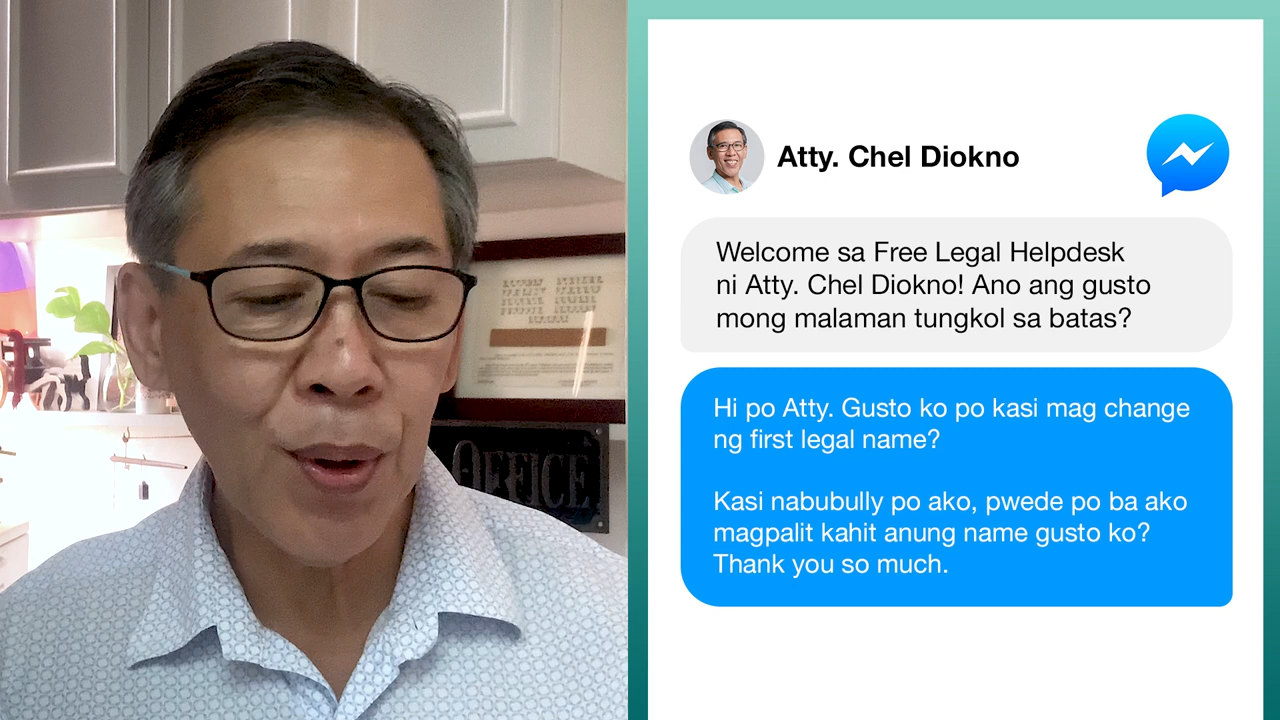 Atty. Chel Diokno
Welcome sa Free Legal Helpdesk
ni Atty. Chel Diokno! Ano ang gusto
mong malaman tungkol sa batas?
Hi po Atty. Gusto ko po kasi mag change
ng first legal name?
Kasi nabubully po ako, pwede po ba ako
magpalit kahit anung name gusto ko?
Thank you so much.
OFFICE